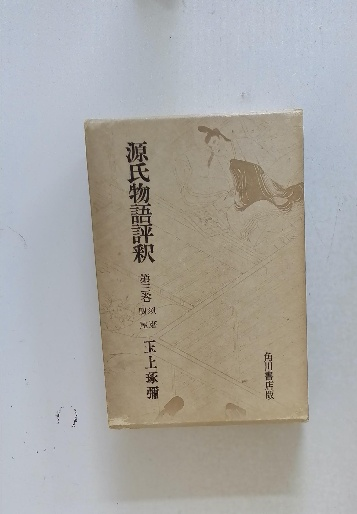 源氏物語評釈
第三巻
玉上琢彌
角川書店版